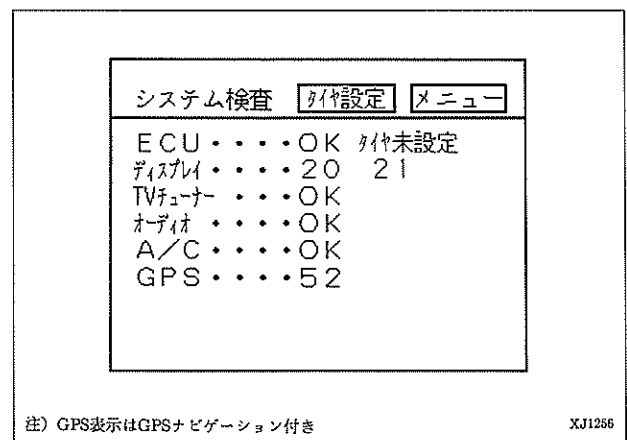 システム検査 ﾀｲﾔ設定 メニュー
ECU・・・・OK ﾀｲﾔ未設定
ﾃﾞｨｽﾌﾟﾚｲ・・・・20 21
TVﾁｭｰﾅｰ ・・・・OK
ｵｰﾃﾞｨｵ ・・・・OK
A/C・・・・OK
GPS・・・・52
注) GPS表示はGPSナビゲーション付き XJ1256